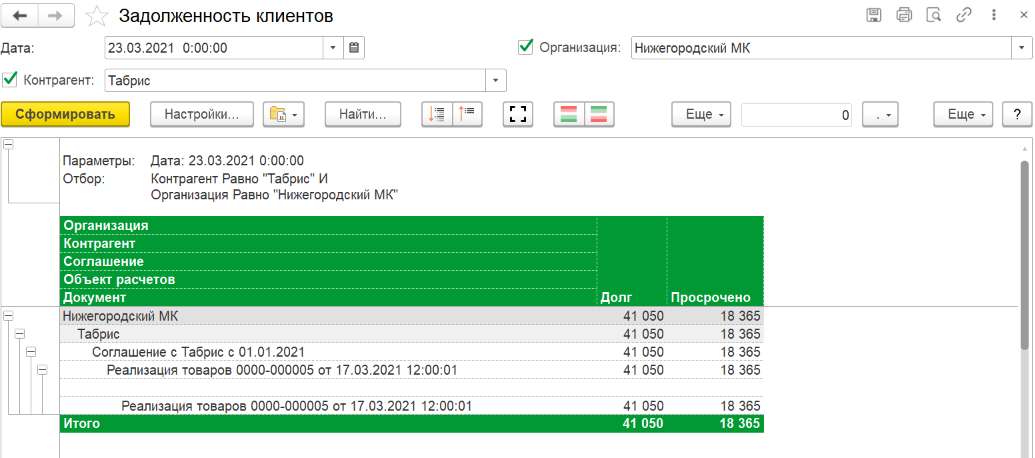 Задолженность клиентов
Дата: 23.03.2021 0:00:00 Организация: Нижегородский МК
Контрагент: Табрис
Сформировать Настройки... Найти... Еще 0 . Еще ?
Параметры: Дата: 23.03.2021 0:00:00
Отбор: Контрагент Равно "Табрис" И
Организация Равно "Нижегородский МК"
Организация
Контрагент
Соглашение
Объект расчетов
Документ Долг Просрочено
Нижегородский МК 41 050 18 365
Табрис 41 050 18 365
Соглашение с Табрис с 01.01.2021 41 050 18 365
Реализация товаров 0000-000005 от 17.03.2021 12:00:01 41 050 18 365
Реализация товаров 0000-000005 от 17.03.2021 12:00:01 41 050 18 365
Итого 41 050 18 365